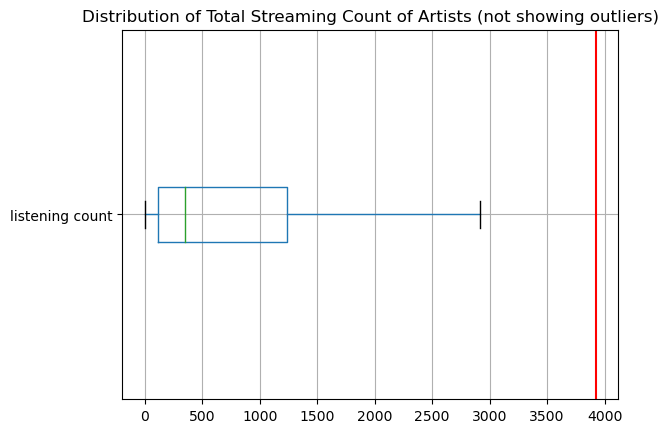 Distribution of Total Streaming Count of Artists (not showing outliers)
listening count
0 500 1000 1500 2000 2500 3000 3500 4000